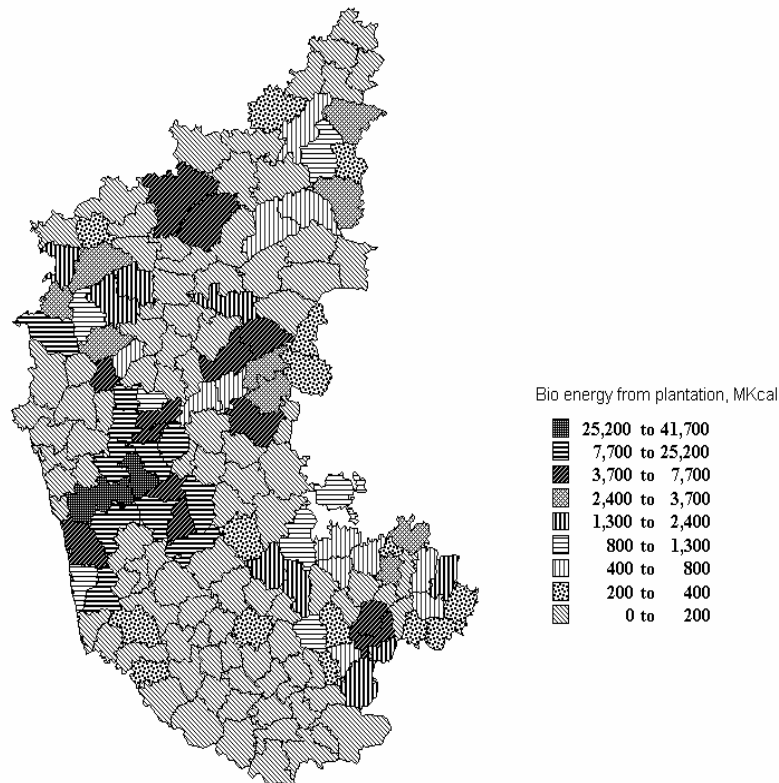 Bio energy from plantation, MKcal
25,200 to 41,700
7,700 to 25,200
3,700 to 7,700
2,400 to 3,700
1,300 to 2,400
800 to 1,300
400 to 800
200 to 400
0 to 200